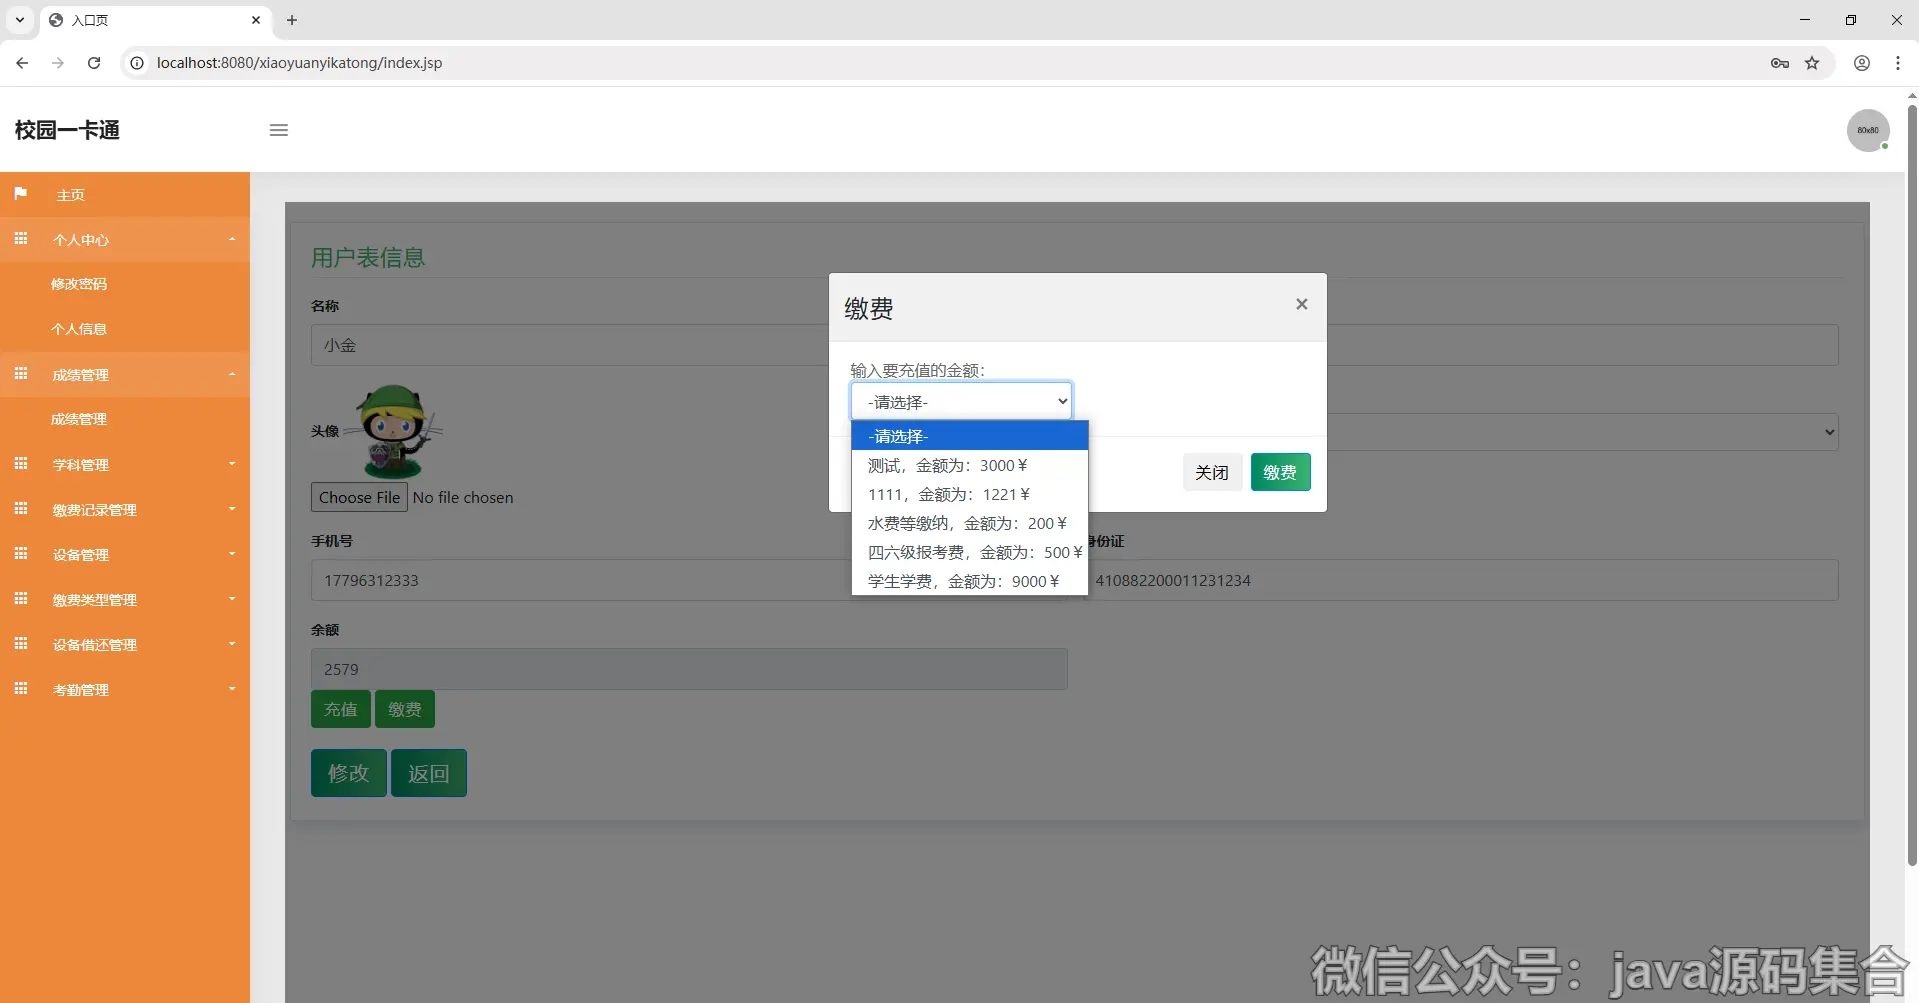 入口页
localhost:8080/xiaoyuanyikatong/index.jsp
校园一卡通
80x80
主页
个人中心
修改密码
个人信息
成绩管理
成绩管理
学科管理
缴费记录管理
设备管理
缴费类型管理
设备借还管理
考勤管理
用户表信息
名称
小金
头像
Choose File No file chosen
手机号
17796312333
身份证
410882200011231234
余额
2579
充值 缴费
修改 返回
缴费
×
输入要充值的金额：
-请选择-
-请选择-
测试，金额为：3000￥
1111，金额为：1221￥
水费等缴纳，金额为：200￥
四六级报考费，金额为：500￥
学生学费，金额为：9000￥
关闭 缴费
微信公众号：java源码集合